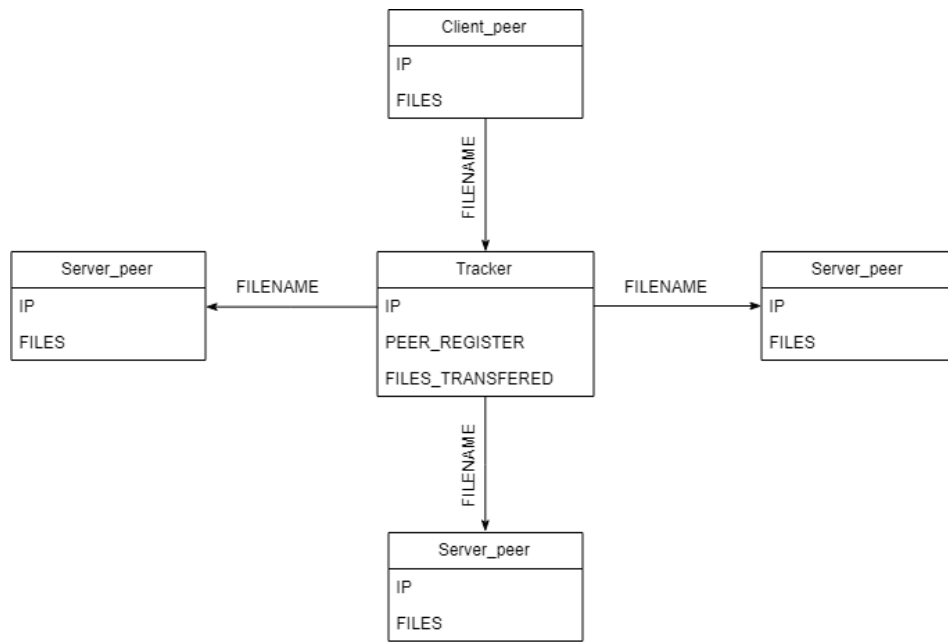 Client_peer
IP
FILES
FILENAME
Server_peer
IP
FILES
FILENAME
Tracker
IP
PEER_REGISTER
FILES_TRANSFERED
FILENAME
Server_peer
IP
FILES
FILENAME
Server_peer
IP
FILES